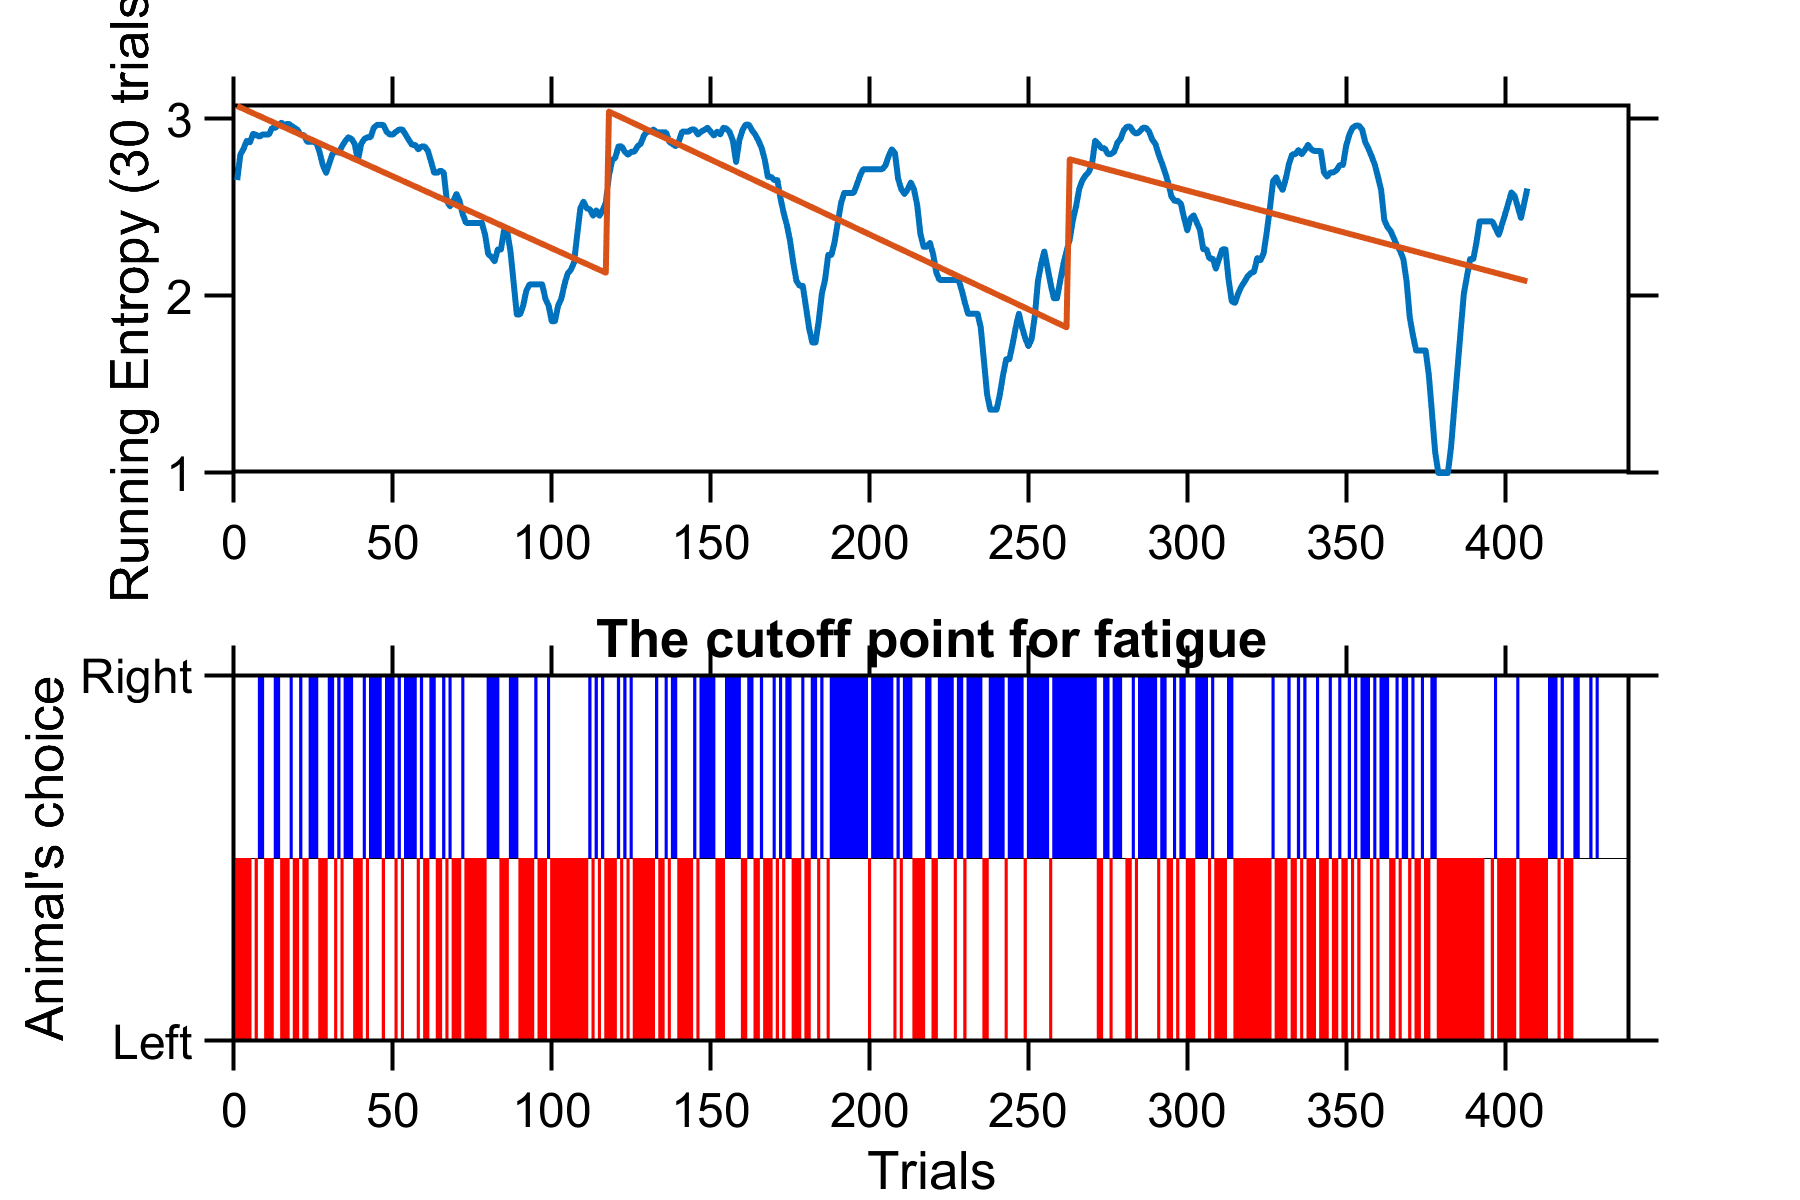 Running Entropy (30 trials
3
2
1
0 50 100 150 200 250 300 350 400
The cutoff point for fatigue
Animal's choice
Right
Left
0 50 100 150 200 250 300 350 400
Trials